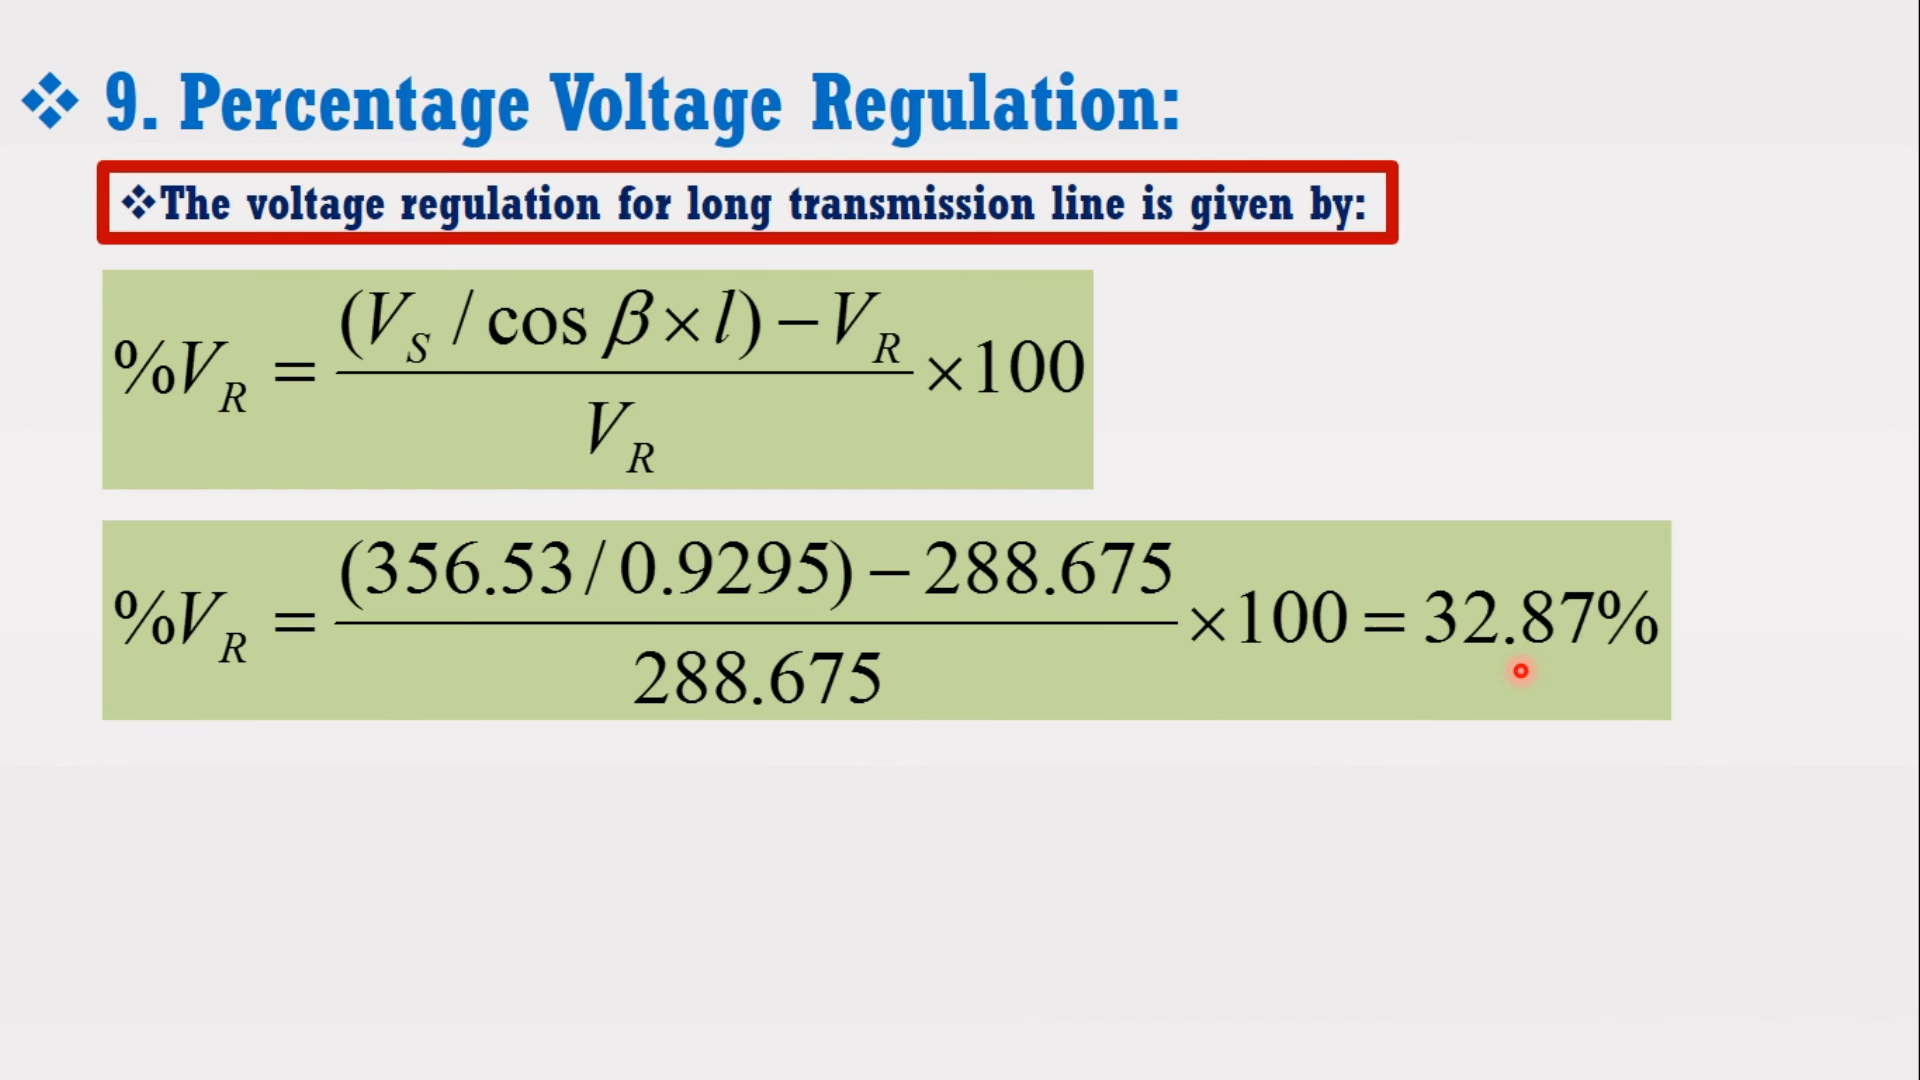 ❖ 9. Percentage Voltage Regulation:
❖The voltage regulation for long transmission line is given by:
%V_R = ((V_S / cos β × l) − V_R) / V_R × 100
%V_R = ((356.53 / 0.9295) − 288.675) / 288.675 × 100 = 32.87%